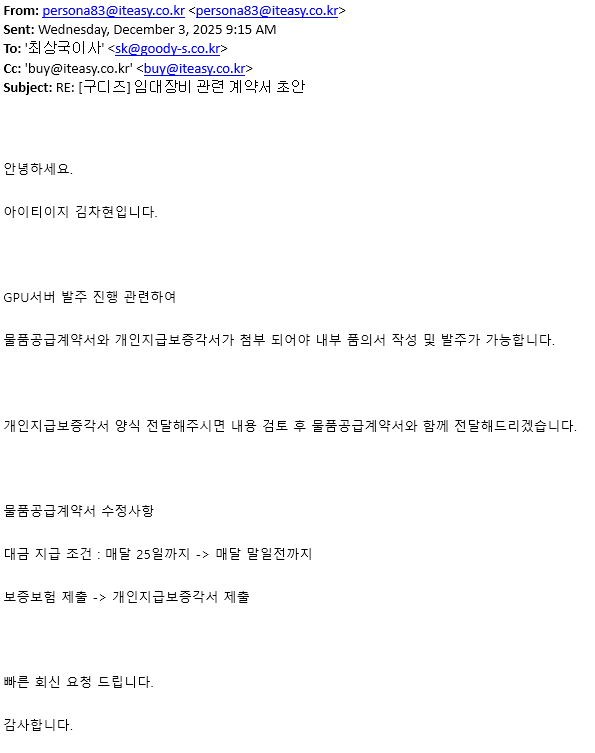 From: persona83@iteasy.co.kr <persona83@iteasy.co.kr>
Sent: Wednesday, December 3, 2025 9:15 AM
To: '최상국이사' <sk@goody-s.co.kr>
Cc: 'buy@iteasy.co.kr' <buy@iteasy.co.kr>
Subject: RE: [구디즈] 임대장비 관련 계약서 초안
안녕하세요.
아이티이지 김차현입니다.
GPU서버 발주 진행 관련하여
물품공급계약서와 개인지급보증각서가 첨부 되어야 내부 품의서 작성 및 발주가 가능합니다.
개인지급보증각서 양식 전달해주시면 내용 검토 후 물품공급계약서와 함께 전달해드리겠습니다.
물품공급계약서 수정사항
대금 지급 조건 : 매달 25일까지 -> 매달 말일전까지
보증보험 제출 -> 개인지급보증각서 제출
빠른 회신 요청 드립니다.
감사합니다.